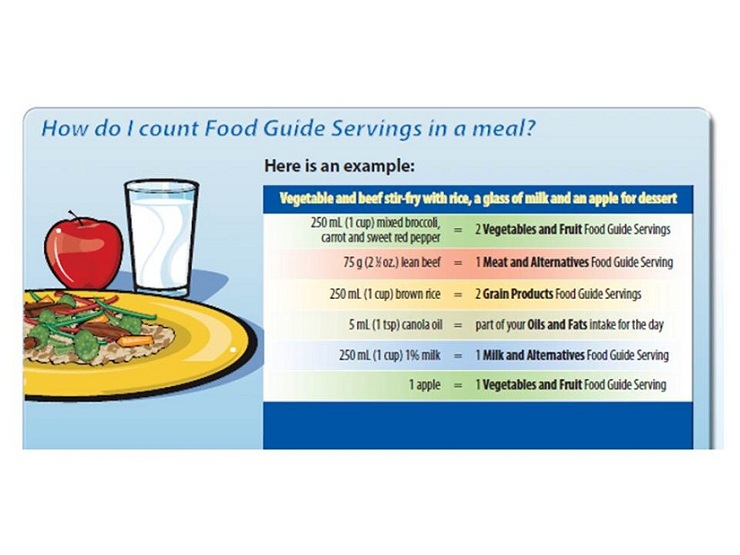 How do I count Food Guide Servings in a meal?
Here is an example:
Vegetable and beef stir-fry with rice, a glass of milk and an apple for dessert
250 mL (1 cup) mixed broccoli,
carrot and sweet red pepper = 2 Vegetables and Fruit Food Guide Servings
75 g (2 ½ oz.) lean beef = 1 Meat and Alternatives Food Guide Serving
250 mL (1 cup) brown rice = 2 Grain Products Food Guide Servings
5 mL (1 tsp) canola oil = part of your Oils and Fats intake for the day
250 mL (1 cup) 1% milk = 1 Milk and Alternatives Food Guide Serving
1 apple = 1 Vegetables and Fruit Food Guide Serving